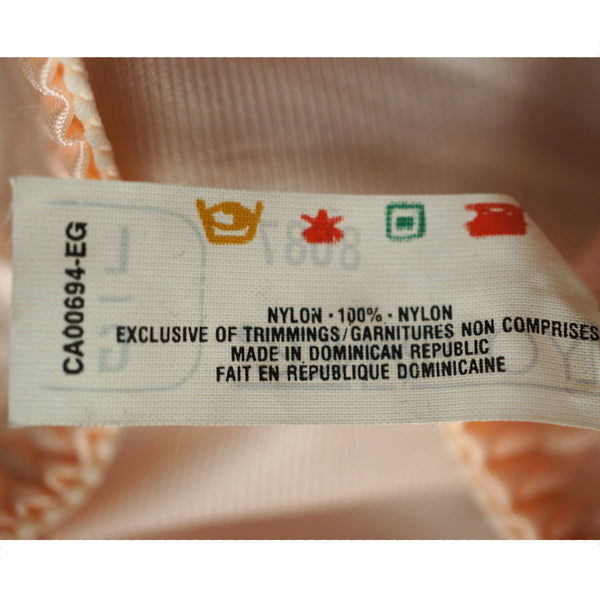 CA00694-EG
8087
NYLON · 100% · NYLON
EXCLUSIVE OF TRIMMINGS/GARNITURES NON COMPRISES
MADE IN DOMINICAN REPUBLIC
FAIT EN RÉPUBLIQUE DOMINICAINE